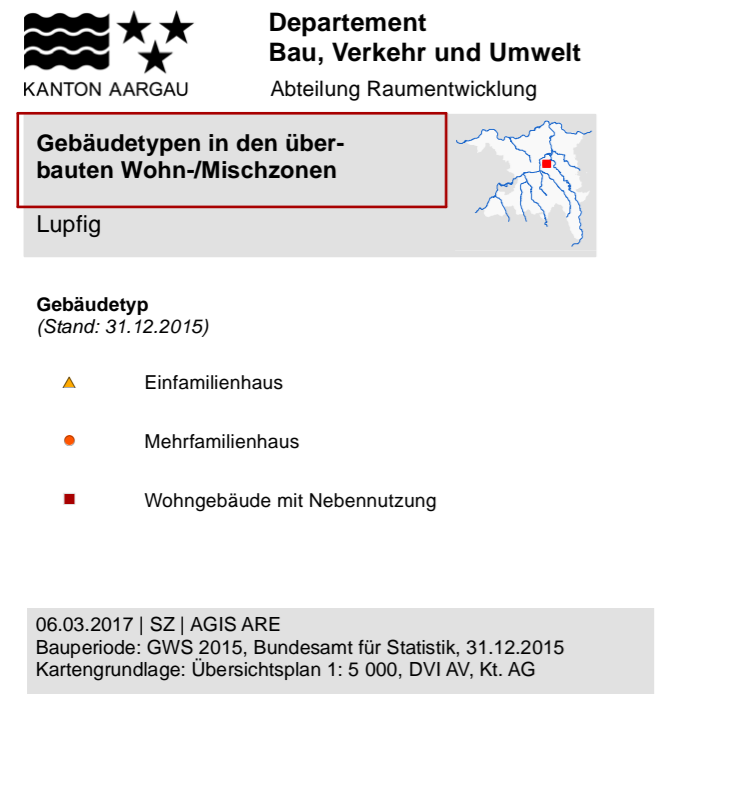 Departement
Bau, Verkehr und Umwelt
KANTON AARGAU
Abteilung Raumentwicklung
Gebäudetypen in den über-
bauten Wohn-/Mischzonen
Lupfig
Gebäudetyp
(Stand: 31.12.2015)
Einfamilienhaus
Mehrfamilienhaus
Wohngebäude mit Nebennutzung
06.03.2017 | SZ | AGIS ARE
Bauperiode: GWS 2015, Bundesamt für Statistik, 31.12.2015
Kartengrundlage: Übersichtsplan 1: 5 000, DVI AV, Kt. AG